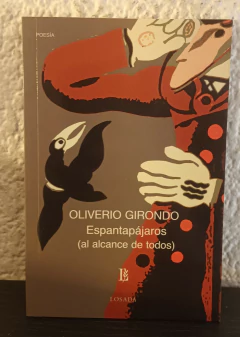 POESÍA
OLIVERIO GIRONDO
Espantapájaros
(al alcance de todos)
LOSADA